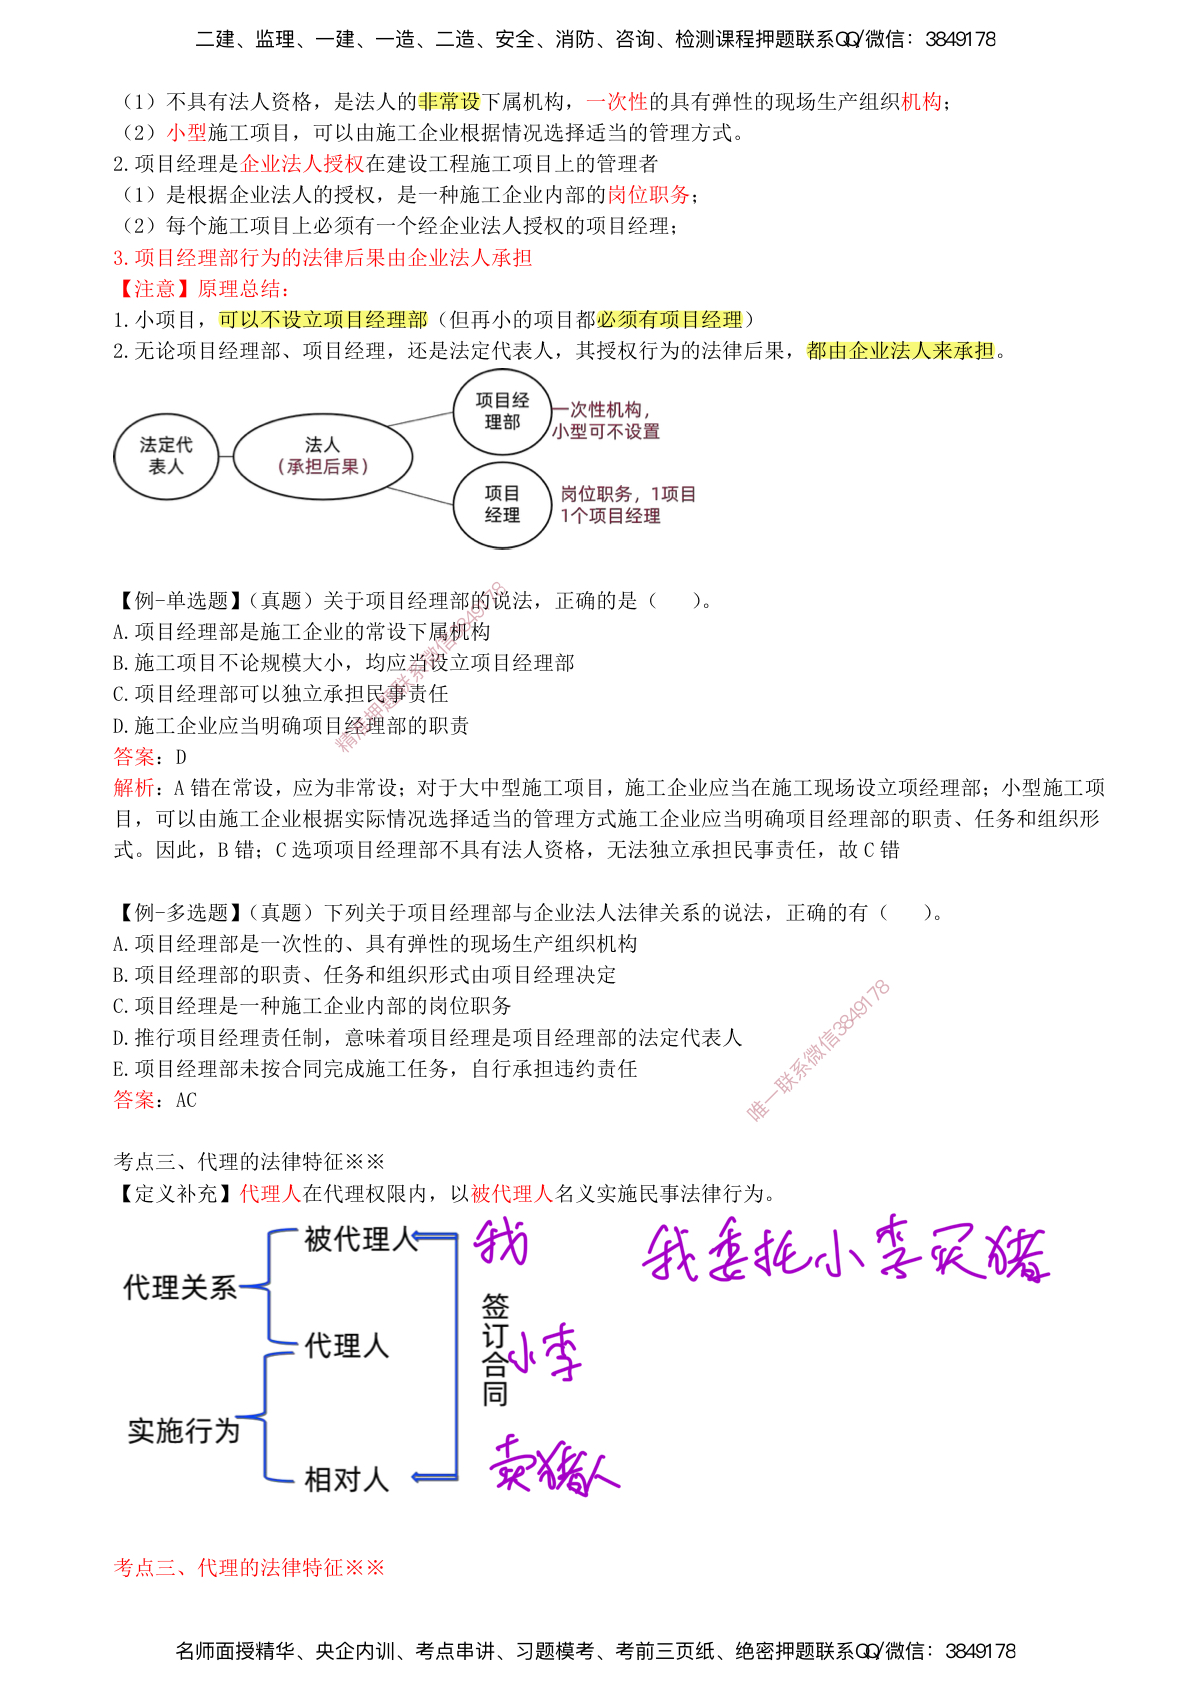 二建、监理、一建、一造、二造、安全、消防、咨询、检测课程押题联系QQ/微信：3849178
（1）不具有法人资格，是法人的非常设下属机构，一次性的具有弹性的现场生产组织机构；
（2）小型施工项目，可以由施工企业根据情况选择适当的管理方式。
2.项目经理是企业法人授权在建设工程施工项目上的管理者
（1）是根据企业法人的授权，是一种施工企业内部的岗位职务；
（2）每个施工项目上必须有一个经企业法人授权的项目经理；
3.项目经理部行为的法律后果由企业法人承担
【注意】原理总结：
1.小项目，可以不设立项目经理部（但再小的项目都必须有项目经理）
2.无论项目经理部、项目经理，还是法定代表人，其授权行为的法律后果，都由企业法人来承担。
法定代
表人
法人
（承担后果）
项目经
理部
一次性机构，
小型可不设置
项目
经理
岗位职务，1项目
1个项目经理
【例-单选题】（真题）关于项目经理部的说法，正确的是（ ）。
A.项目经理部是施工企业的常设下属机构
B.施工项目不论规模大小，均应当设立项目经理部
C.项目经理部可以独立承担民事责任
D.施工企业应当明确项目经理部的职责
精准押题联系微信3849178
答案：D
解析：A错在常设，应为非常设；对于大中型施工项目，施工企业应当在施工现场设立项经理部；小型施工项
目，可以由施工企业根据实际情况选择适当的管理方式施工企业应当明确项目经理部的职责、任务和组织形
式。因此，B错；C选项项目经理部不具有法人资格，无法独立承担民事责任，故C错
【例-多选题】（真题）下列关于项目经理部与企业法人法律关系的说法，正确的有（ ）。
A.项目经理部是一次性的、具有弹性的现场生产组织机构
B.项目经理部的职责、任务和组织形式由项目经理决定
C.项目经理是一种施工企业内部的岗位职务
D.推行项目经理责任制，意味着项目经理是项目经理部的法定代表人
E.项目经理部未按合同完成施工任务，自行承担违约责任
唯一联系微信3849178
答案：AC
考点三、代理的法律特征※※
【定义补充】代理人在代理权限内，以被代理人名义实施民事法律行为。
被代理人
我
我委托小李买猪
代理关系
签订合同
代理人
小李
实施行为
相对人
卖猪人
考点三、代理的法律特征※※
名师面授精华、央企内训、考点串讲、习题模考、考前三页纸、绝密押题联系QQ/微信：3849178